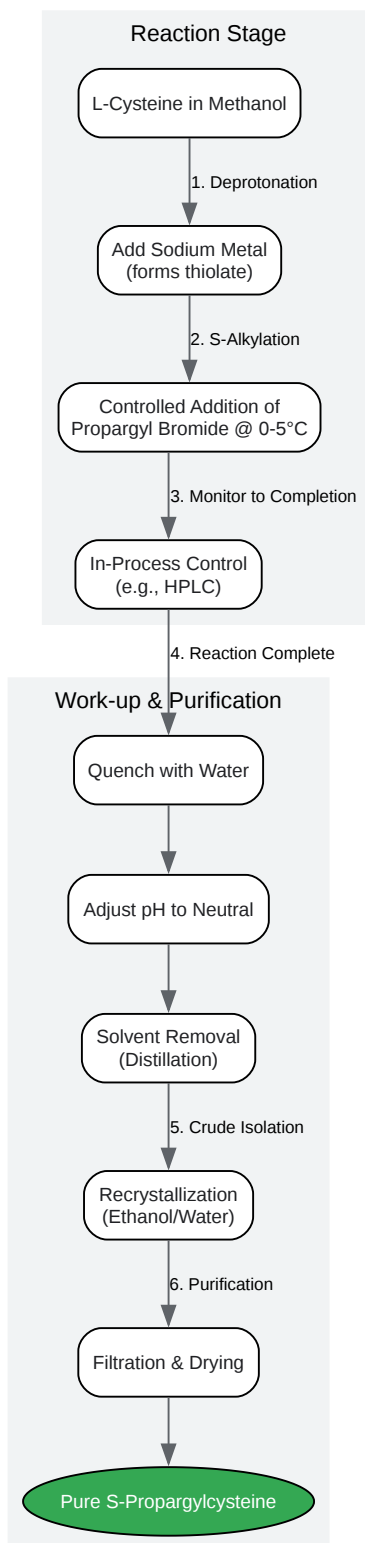 Reaction Stage
L-Cysteine in Methanol
1. Deprotonation
Add Sodium Metal
(forms thiolate)
2. S-Alkylation
Controlled Addition of
Propargyl Bromide @ 0-5°C
3. Monitor to Completion
In-Process Control
(e.g., HPLC)
4. Reaction Complete
Work-up & Purification
Quench with Water
Adjust pH to Neutral
Solvent Removal
(Distillation)
5. Crude Isolation
Recrystallization
(Ethanol/Water)
6. Purification
Filtration & Drying
Pure S-Propargylcysteine